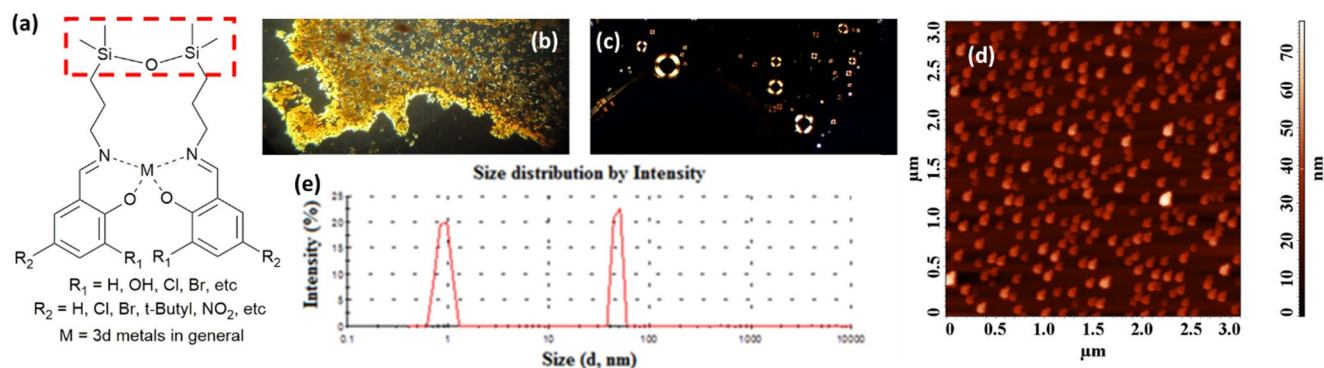 (a)
Si Si
O
N N
M
O O
R₁ R₁
R₂ R₂
R₁ = H, OH, Cl, Br, etc
R₂ = H, Cl, Br, t-Butyl, NO₂, etc
M = 3d metals in general
(b)
(c)
(e)
Size distribution by Intensity
Intensity (%)
25
20
15
10
5
0
0.1 1 10 100 1000 10000
Size (d, nm)
(d)
µm
3.0
2.5
2.0
1.5
1.0
0.5
0
0 0.5 1.0 1.5 2.0 2.5 3.0
µm
70
60
50
40
30
20
10
0
nm